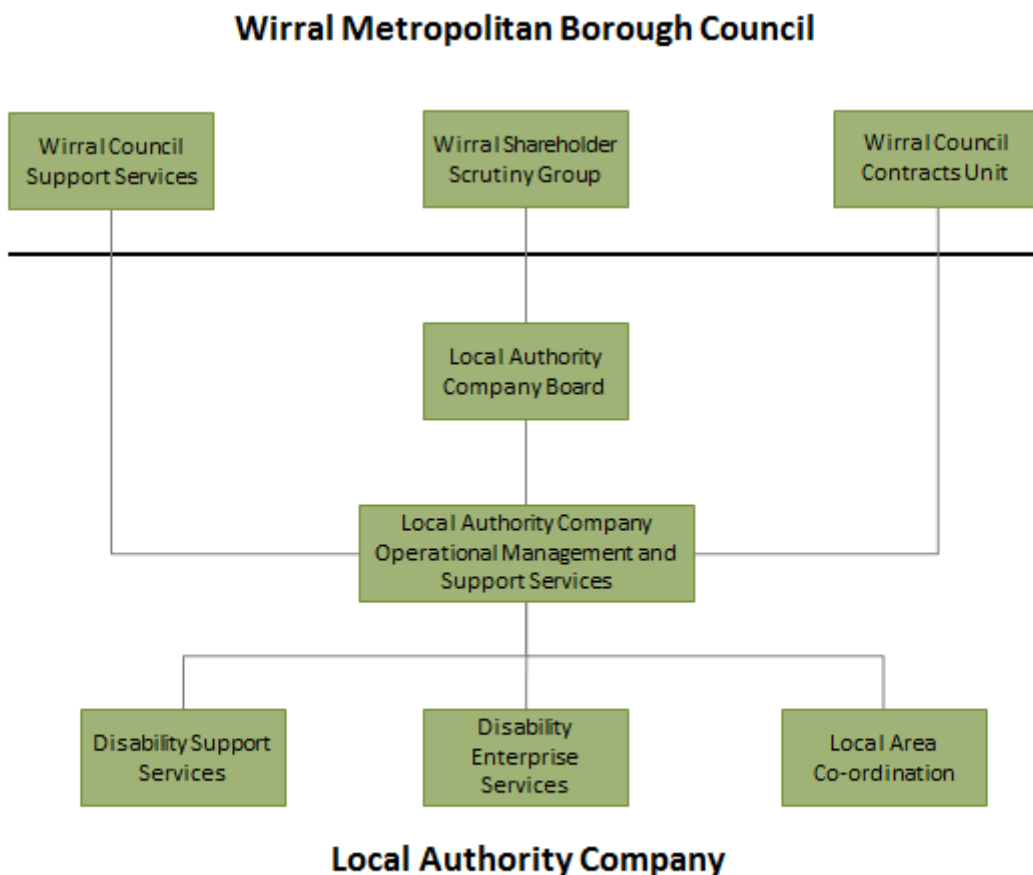 Wirral Metropolitan Borough Council
Wirral Council
Support Services
Wirral Shareholder
Scrutiny Group
Wirral Council
Contracts Unit
Local Authority
Company Board
Local Authority Company
Operational Management and
Support Services
Disability Support
Services
Disability
Enterprise
Services
Local Area
Co-ordination
Local Authority Company